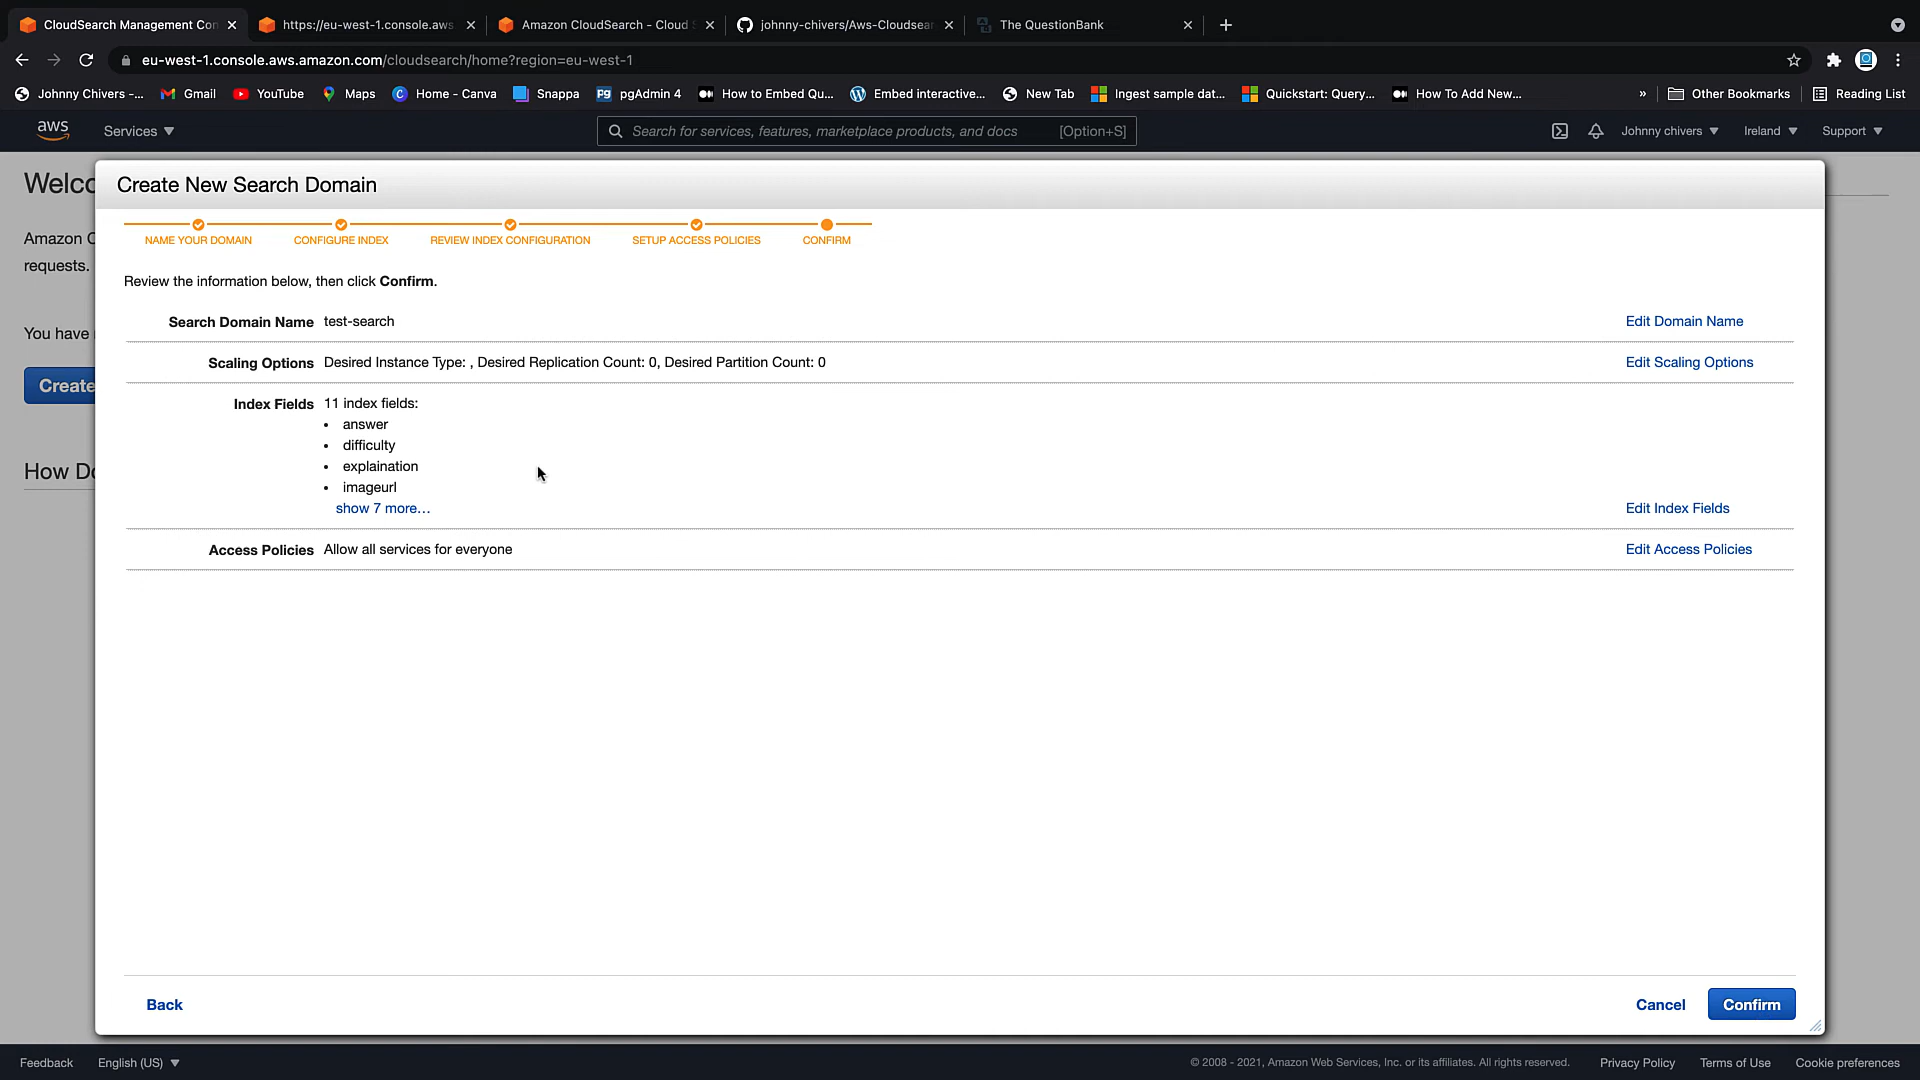 CloudSearch Management Con
https://eu-west-1.console.aws
Amazon CloudSearch - Cloud S
johnny-chivers/Aws-Cloudsear
The QuestionBank
eu-west-1.console.aws.amazon.com/cloudsearch/home?region=eu-west-1
Johnny Chivers -...
Gmail
YouTube
Maps
Home - Canva
Snappa
pgAdmin 4
How to Embed Qu...
Embed interactive...
New Tab
Ingest sample dat...
Quickstart: Query...
How To Add New...
»
Other Bookmarks
Reading List
aws
Services
Search for services, features, marketplace products, and docs
[Option+S]
Johnny chivers
Ireland
Support
Welco
Amazon C
requests.
You have
Create
How Do
Create New Search Domain
NAME YOUR DOMAIN
CONFIGURE INDEX
REVIEW INDEX CONFIGURATION
SETUP ACCESS POLICIES
CONFIRM
Review the information below, then click Confirm.
Search Domain Name test-search Edit Domain Name
Scaling Options Desired Instance Type: , Desired Replication Count: 0, Desired Partition Count: 0 Edit Scaling Options
Index Fields 11 index fields:
• answer
• difficulty
• explaination
• imageurl
show 7 more... Edit Index Fields
Access Policies Allow all services for everyone Edit Access Policies
Back
Cancel
Confirm
Feedback
English (US)
© 2008 - 2021, Amazon Web Services, Inc. or its affiliates. All rights reserved.
Privacy Policy
Terms of Use
Cookie preferences